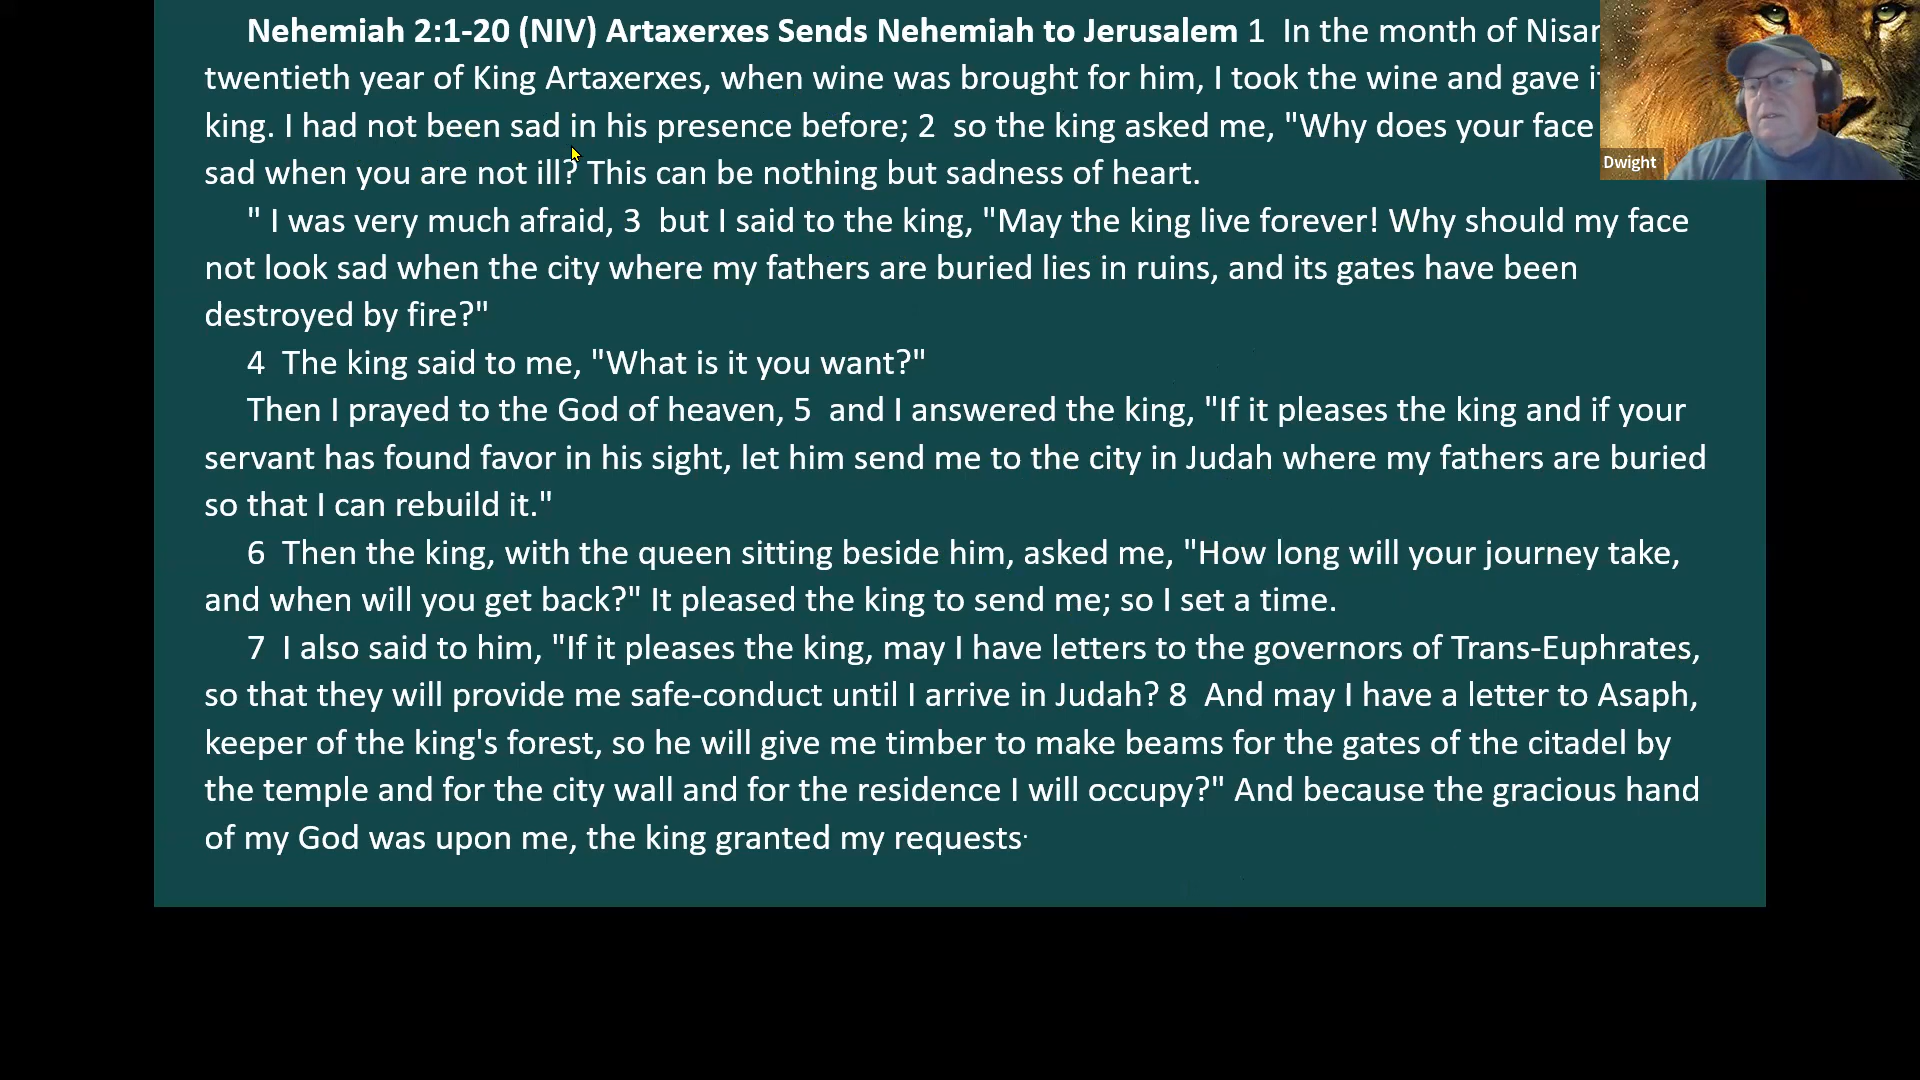 Nehemiah 2:1-20 (NIV) Artaxerxes Sends Nehemiah to Jerusalem 1 In the month of Nisan
twentieth year of King Artaxerxes, when wine was brought for him, I took the wine and gave it
king. I had not been sad in his presence before; 2 so the king asked me, "Why does your face
sad when you are not ill? This can be nothing but sadness of heart.
" I was very much afraid, 3 but I said to the king, "May the king live forever! Why should my face
not look sad when the city where my fathers are buried lies in ruins, and its gates have been
destroyed by fire?"
4 The king said to me, "What is it you want?"
Then I prayed to the God of heaven, 5 and I answered the king, "If it pleases the king and if your
servant has found favor in his sight, let him send me to the city in Judah where my fathers are buried
so that I can rebuild it."
6 Then the king, with the queen sitting beside him, asked me, "How long will your journey take,
and when will you get back?" It pleased the king to send me; so I set a time.
7 I also said to him, "If it pleases the king, may I have letters to the governors of Trans-Euphrates,
so that they will provide me safe-conduct until I arrive in Judah? 8 And may I have a letter to Asaph,
keeper of the king's forest, so he will give me timber to make beams for the gates of the citadel by
the temple and for the city wall and for the residence I will occupy?" And because the gracious hand
of my God was upon me, the king granted my requests.
Dwight